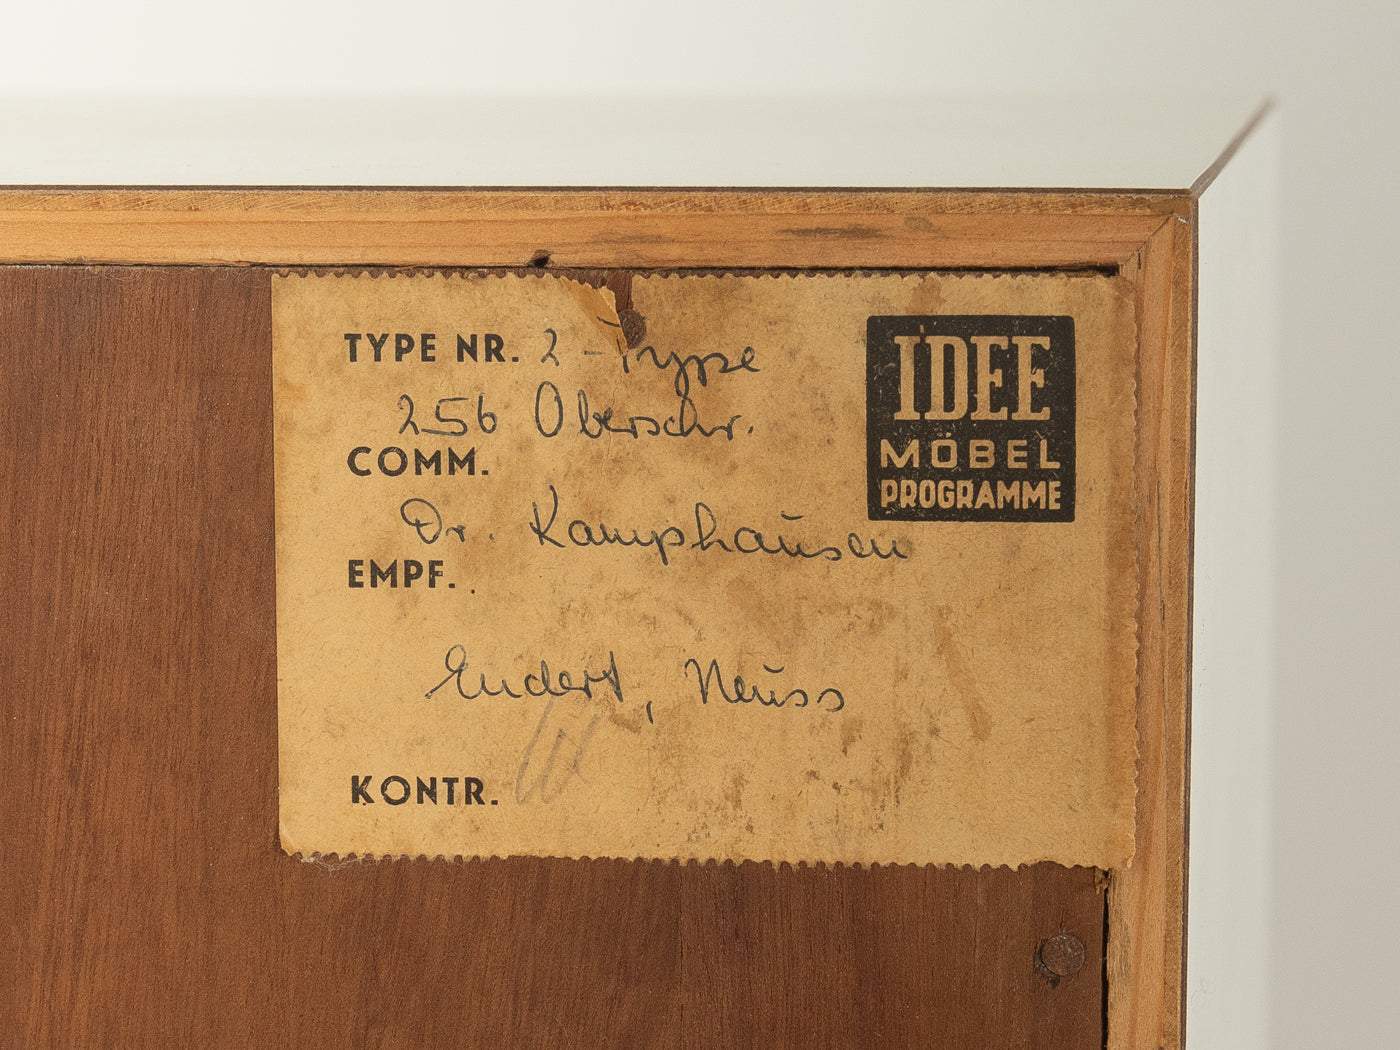 TYPE NR. 2-Type
256 Oberschr.
COMM.
Dr. Kamphausen
EMPF.
Endert, Neuss
KONTR.
IDEE
MÖBEL
PROGRAMME